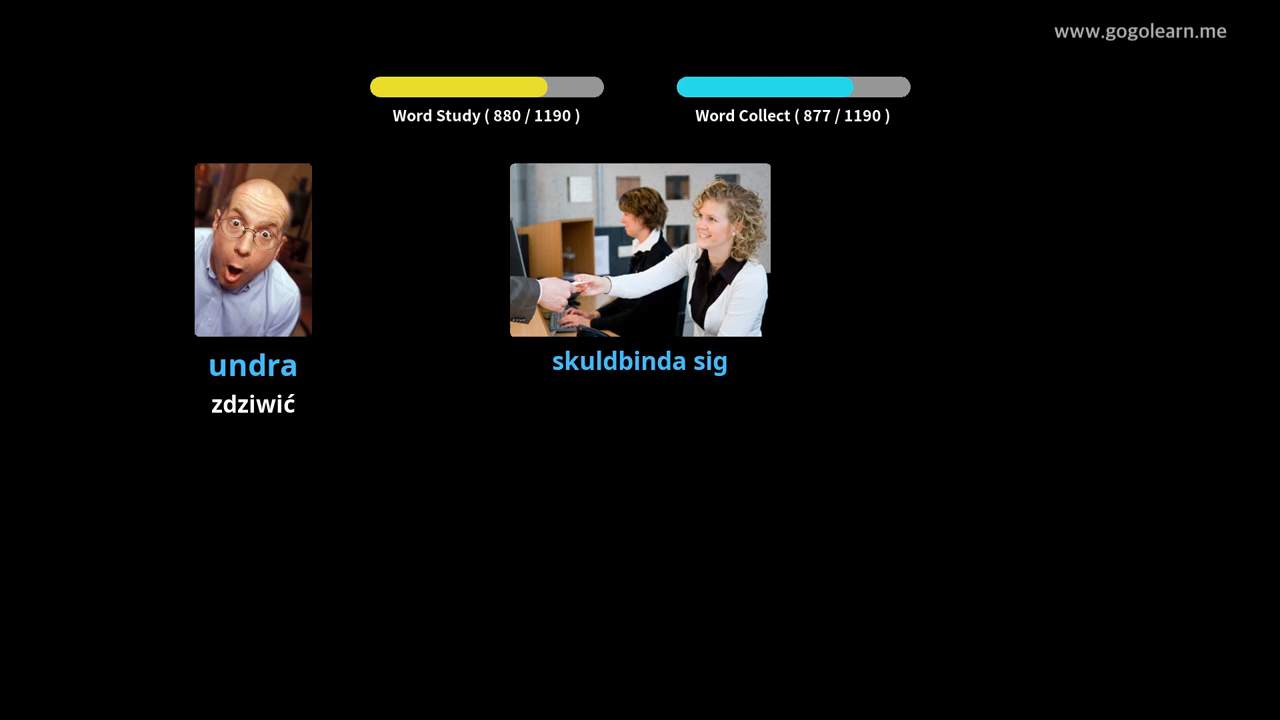 www.gogolearn.me
Word Study ( 880 / 1190 )
Word Collect ( 877 / 1190 )
undra
zdziwić
skuldbinda sig